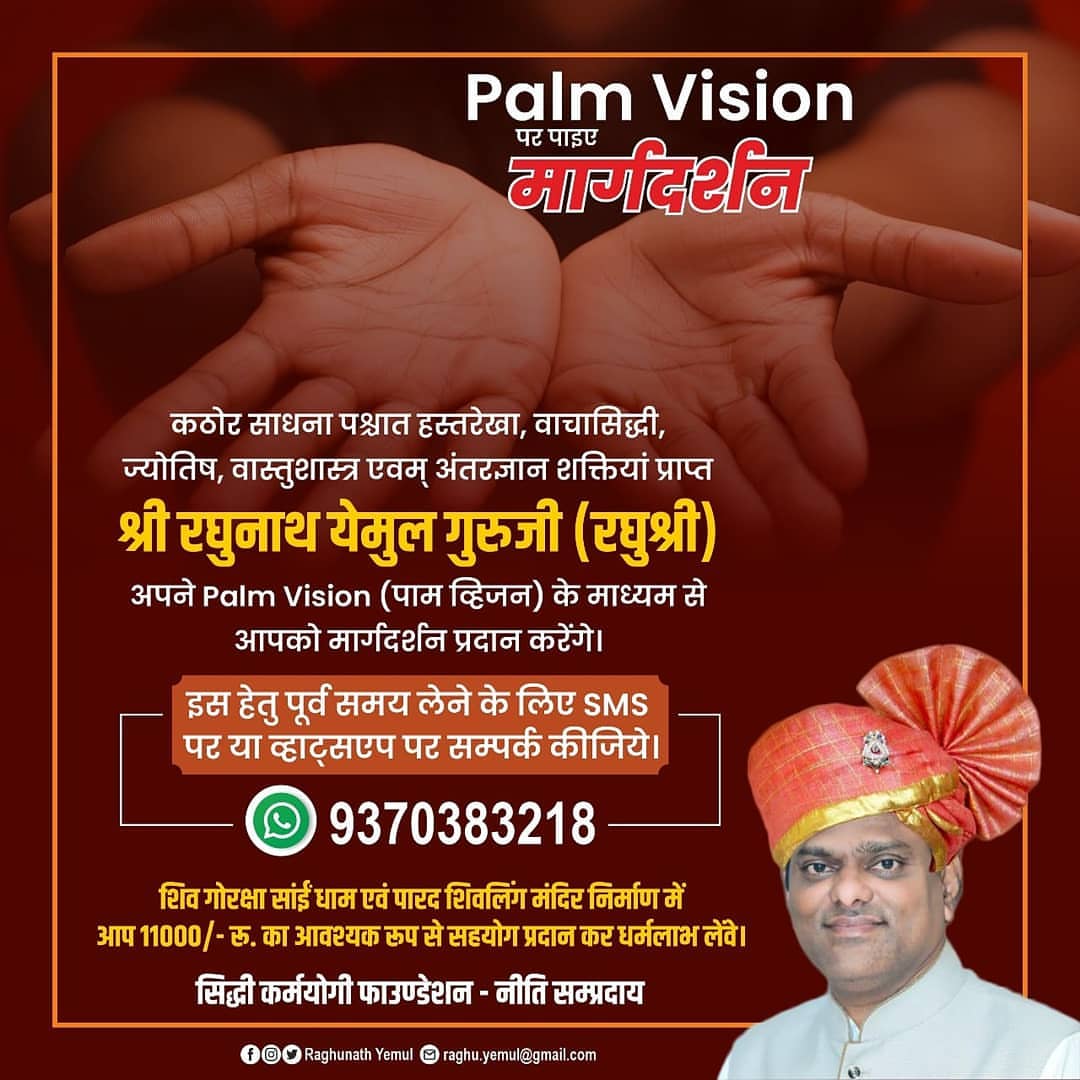 Palm Vision
पर पाइए
मार्गदर्शन
कठोर साधना पश्चात हस्तरेखा, वाचासिद्धी,
ज्योतिष, वास्तुशास्त्र एवम् अंतरज्ञान शक्तियां प्राप्त
श्री रघुनाथ येमुल गुरुजी (रघुश्री)
अपने Palm Vision (पाम व्हिजन) के माध्यम से
आपको मार्गदर्शन प्रदान करेंगे।
इस हेतु पूर्व समय लेने के लिए SMS
पर या व्हाट्सएप पर सम्पर्क कीजिये।
9370383218
शिव गोरक्षा सांई धाम एवं पारद शिवलिंग मंदिर निर्माण में
आप 11000/- रू. का आवश्यक रूप से सहयोग प्रदान कर धर्मलाभ लेंवे।
सिद्धी कर्मयोगी फाउण्डेशन - नीति सम्प्रदाय
Raghunath Yemul raghu.yemul@gmail.com